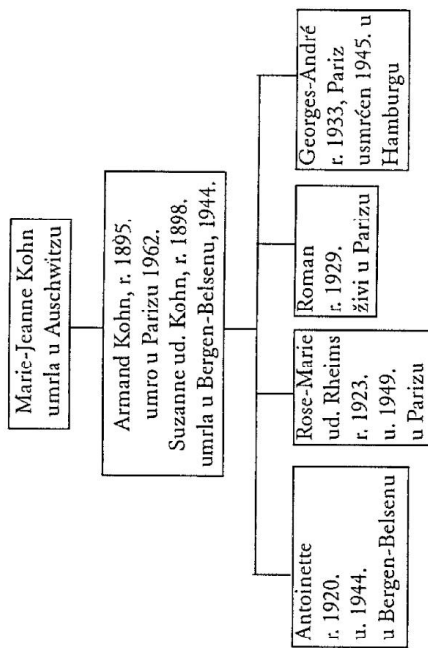 Marie-Jeanne Kohn
umrla u Auschwitzu
Armand Kohn, r. 1895.
umro u Parizu 1962.
Suzanne ud. Kohn, r. 1898.
umrla u Bergen-Belsenu, 1944.
Antoinette
r. 1920.
u. 1944.
u Bergen-Belsenu
Rose-Marie
ud. Rheims
r. 1923.
u. 1949.
u Parizu
Roman
r. 1929.
živi u Parizu
Georges-André
r. 1933, Pariz
usmrćen 1945. u
Hamburgu